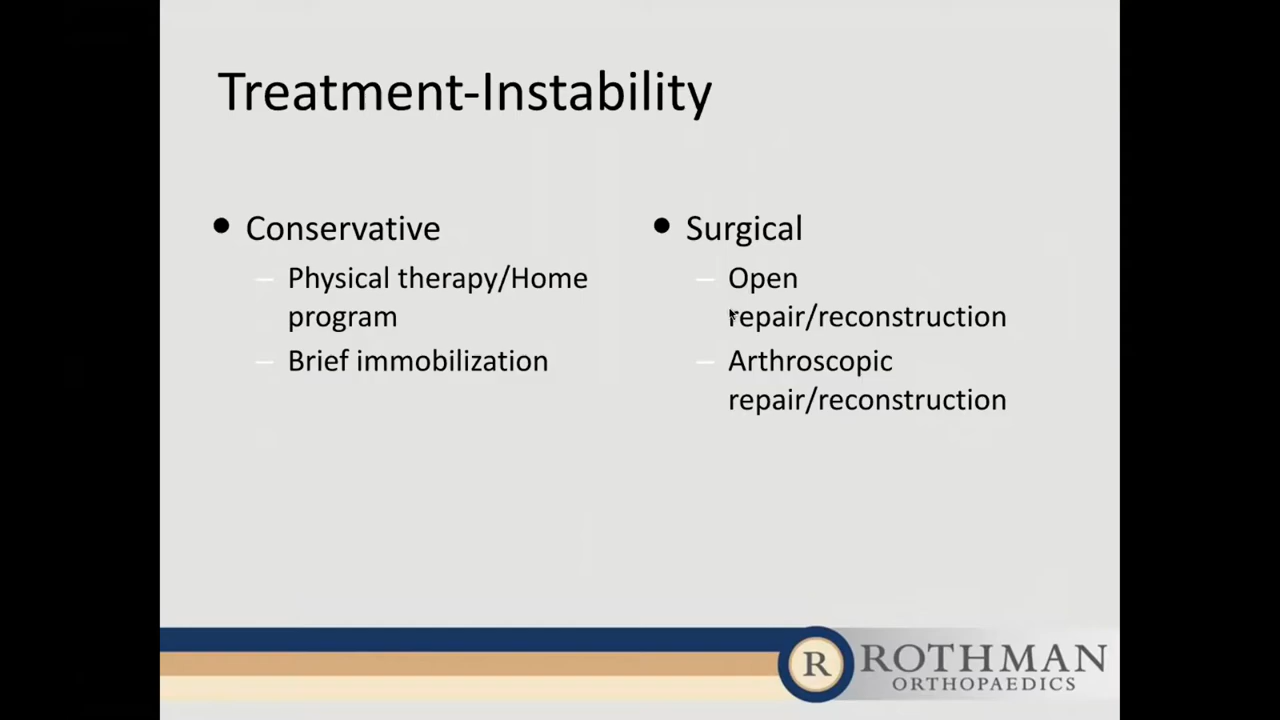 Treatment-Instability
• Conservative
– Physical therapy/Home
program
– Brief immobilization
• Surgical
– Open
repair/reconstruction
– Arthroscopic
repair/reconstruction
R ROTHMAN
ORTHOPAEDICS